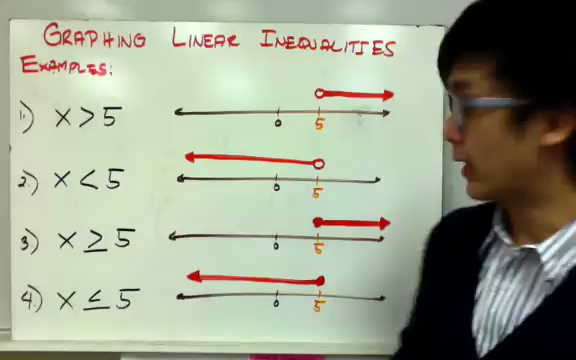 GRAPHING LINEAR INEQUALITIES
EXAMPLES:
1.) x > 5
0 5
2.) x < 5
0 5
3.) x ≥ 5
0 5
4.) x ≤ 5
0 5